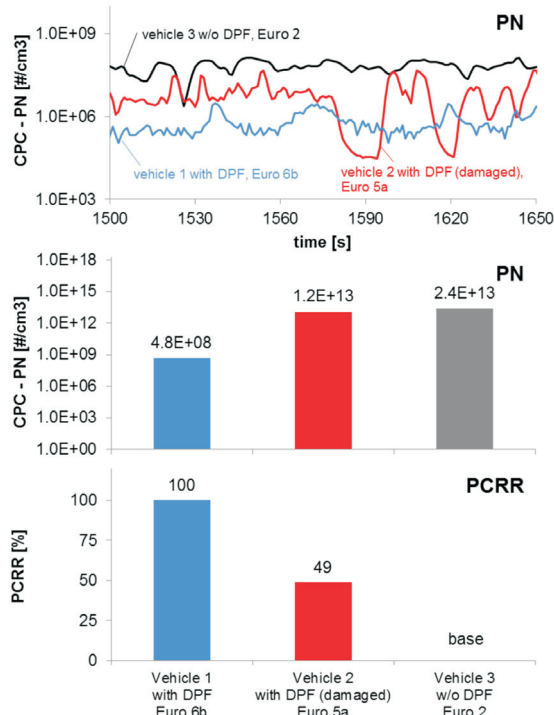 PN
CPC - PN [#/cm3]
1.0E+09
1.0E+06
1.0E+03
vehicle 3 w/o DPF, Euro 2
vehicle 1 with DPF, Euro 6b
vehicle 2 with DPF (damaged),
Euro 5a
1500
1530
1560
1590
1620
1650
time [s]
PN
CPC - PN [#/cm3]
1.0E+18
1.0E+15
1.0E+12
1.0E+09
1.0E+06
1.0E+03
1.0E+00
4.8E+08
1.2E+13
2.4E+13
PCRR
PCRR [%]
100
75
50
25
0
100
49
base
Vehicle 1
with DPF
Euro 6b
Vehicle 2
with DPF (damaged)
Euro 5a
Vehicle 3
w/o DPF
Euro 2